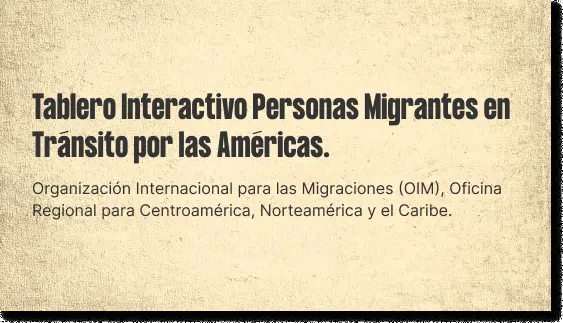 Tablero Interactivo Personas Migrantes en
Tránsito por las Américas.
Organización Internacional para las Migraciones (OIM), Oficina
Regional para Centroamérica, Norteamérica y el Caribe.